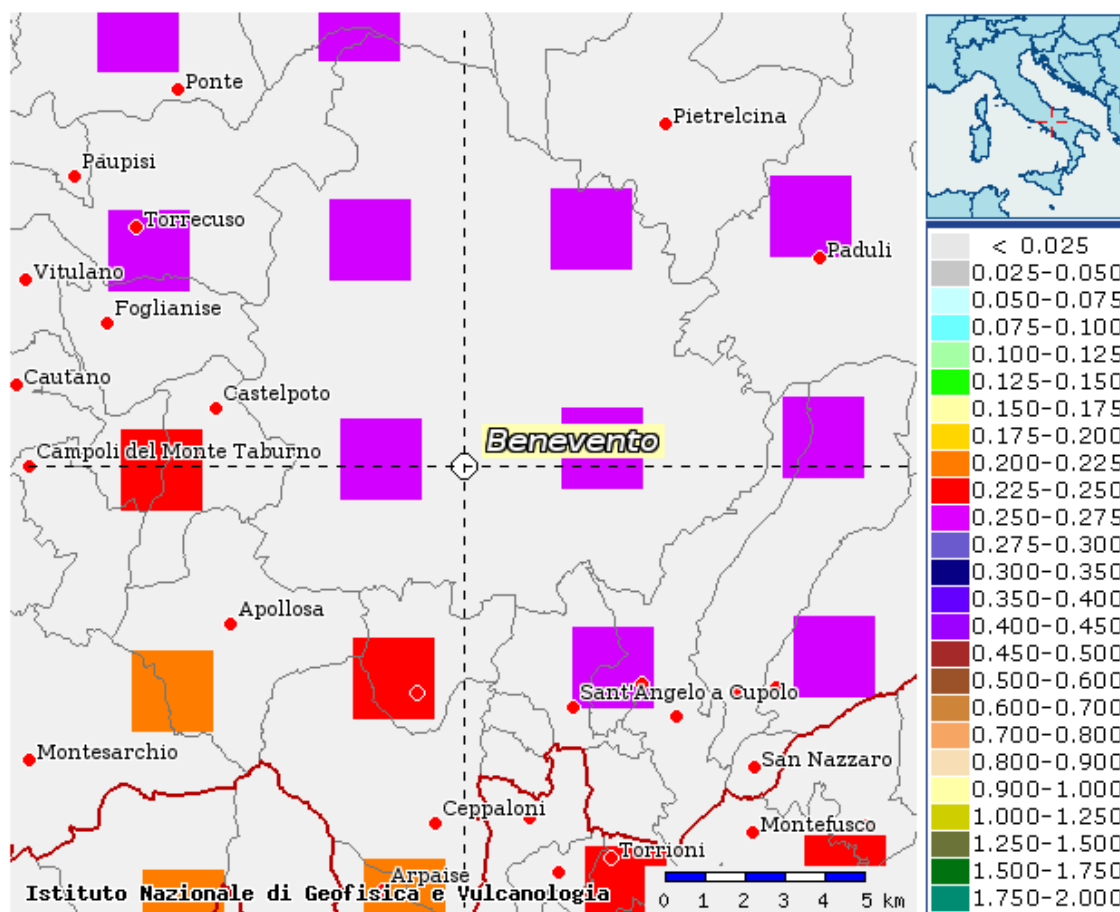 Ponte
Pietrelcina
Paupisi
Torrecuso
Paduli
Vitulano
Foglianise
Cautano
Castelpoto
Benevento
Campoli del Monte Taburno
Apollosa
Sant'Angelo a Cupolo
Montesarchio
San Nazzaro
Ceppaloni
Montefusco
Torrioni
Arpaise
Istituto Nazionale di Geofisica e Vulcanologia
0 1 2 3 4 5 km
< 0.025
0.025-0.050
0.050-0.075
0.075-0.100
0.100-0.125
0.125-0.150
0.150-0.175
0.175-0.200
0.200-0.225
0.225-0.250
0.250-0.275
0.275-0.300
0.300-0.350
0.350-0.400
0.400-0.450
0.450-0.500
0.500-0.600
0.600-0.700
0.700-0.800
0.800-0.900
0.900-1.000
1.000-1.250
1.250-1.500
1.500-1.750
1.750-2.000